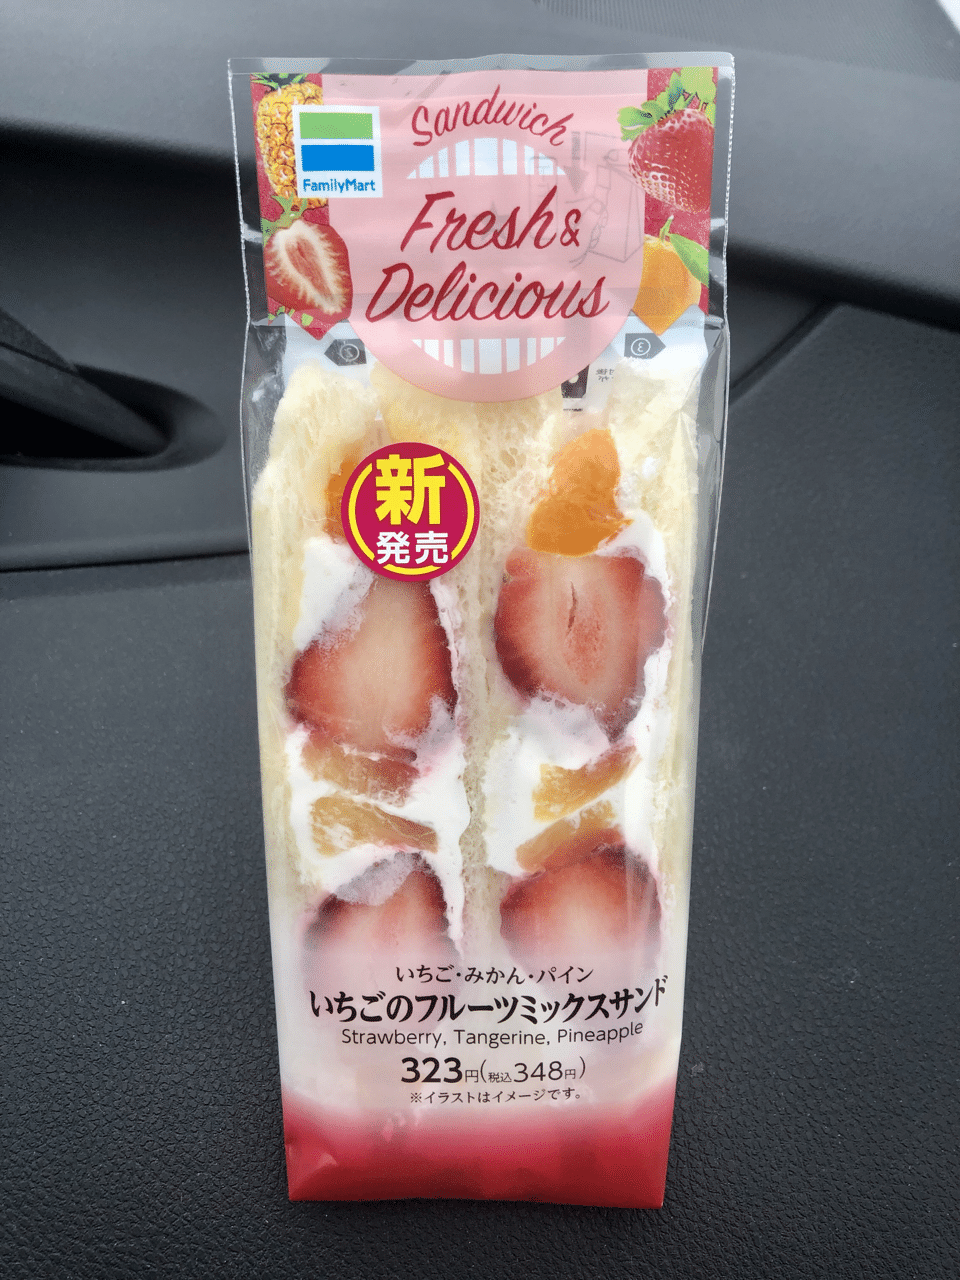 Sandwich
FamilyMart
Fresh&
Delicious
新
発売
いちご・みかん・パイン
いちごのフルーツミックスサンド
Strawberry, Tangerine, Pineapple
323円(税込348円)
※イラストはイメージです。